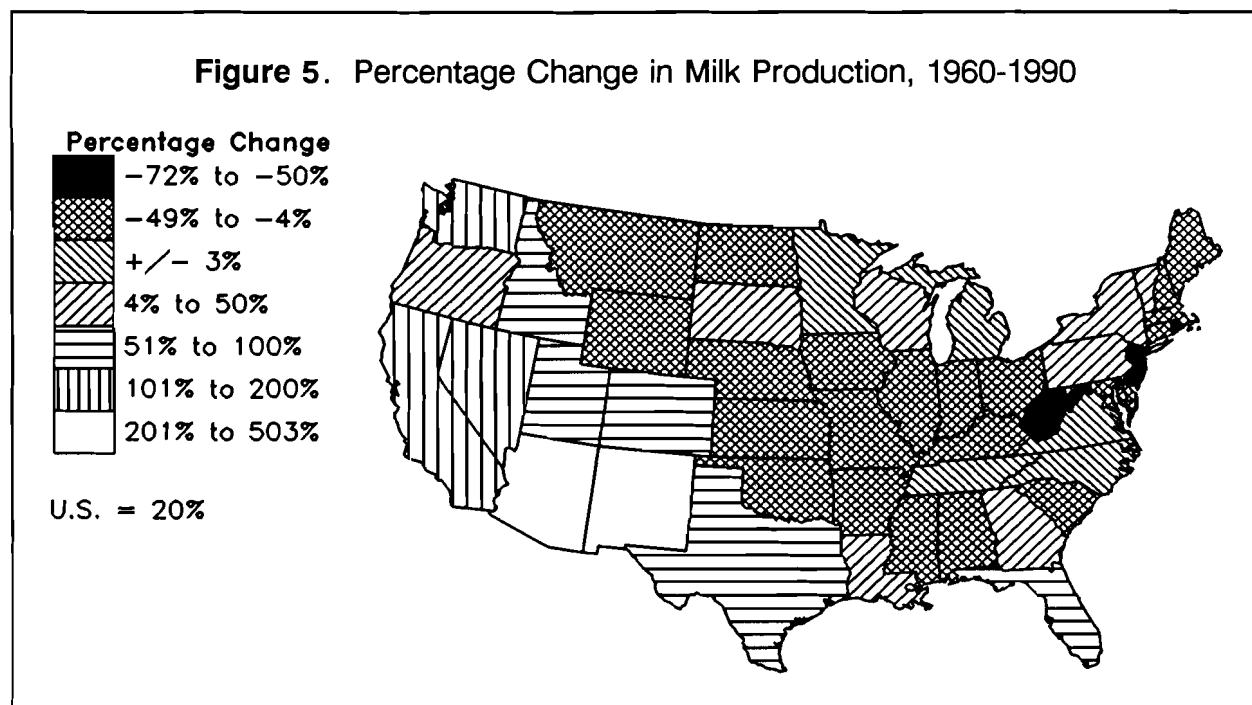 Figure 5. Percentage Change in Milk Production, 1960-1990
Percentage Change
-72% to -50%
-49% to -4%
+/- 3%
4% to 50%
51% to 100%
101% to 200%
201% to 503%
U.S. = 20%